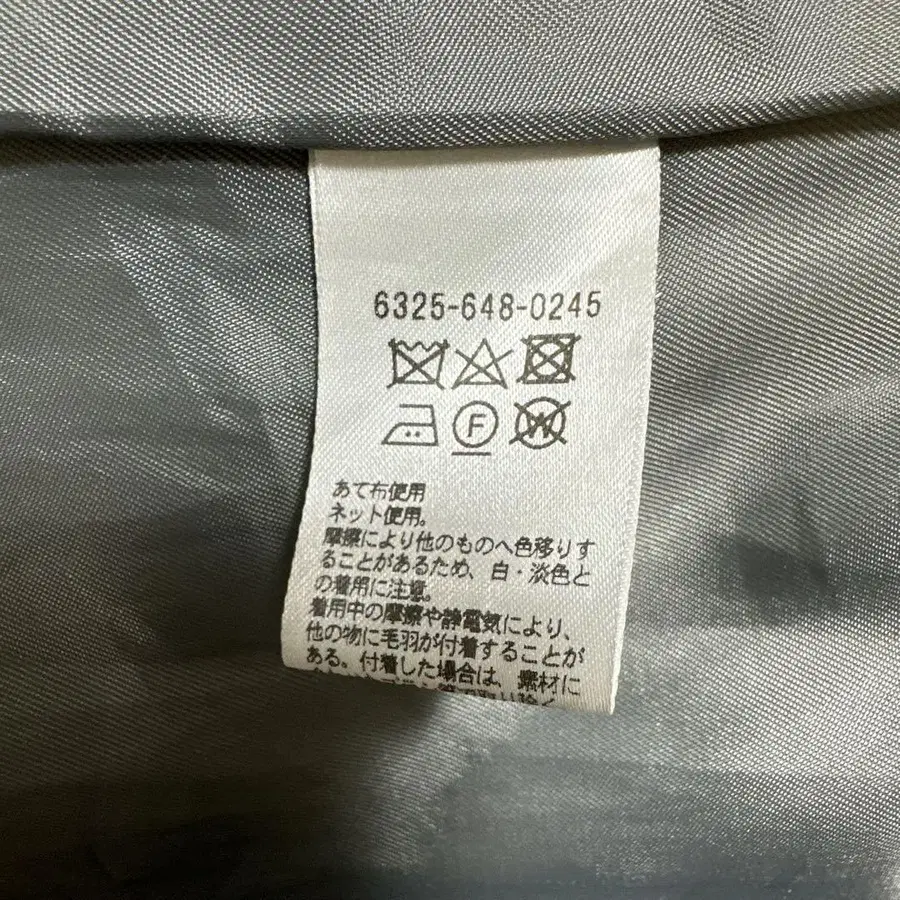 6325-648-0245
F W
あて布使用
ネット使用。
摩擦により他のものへ色移りす
ることがあるため、白・淡色と
の着用に注意。
着用中の摩擦や静電気により、
他の物に毛羽が付着することが
ある。付着した場合は、素材に